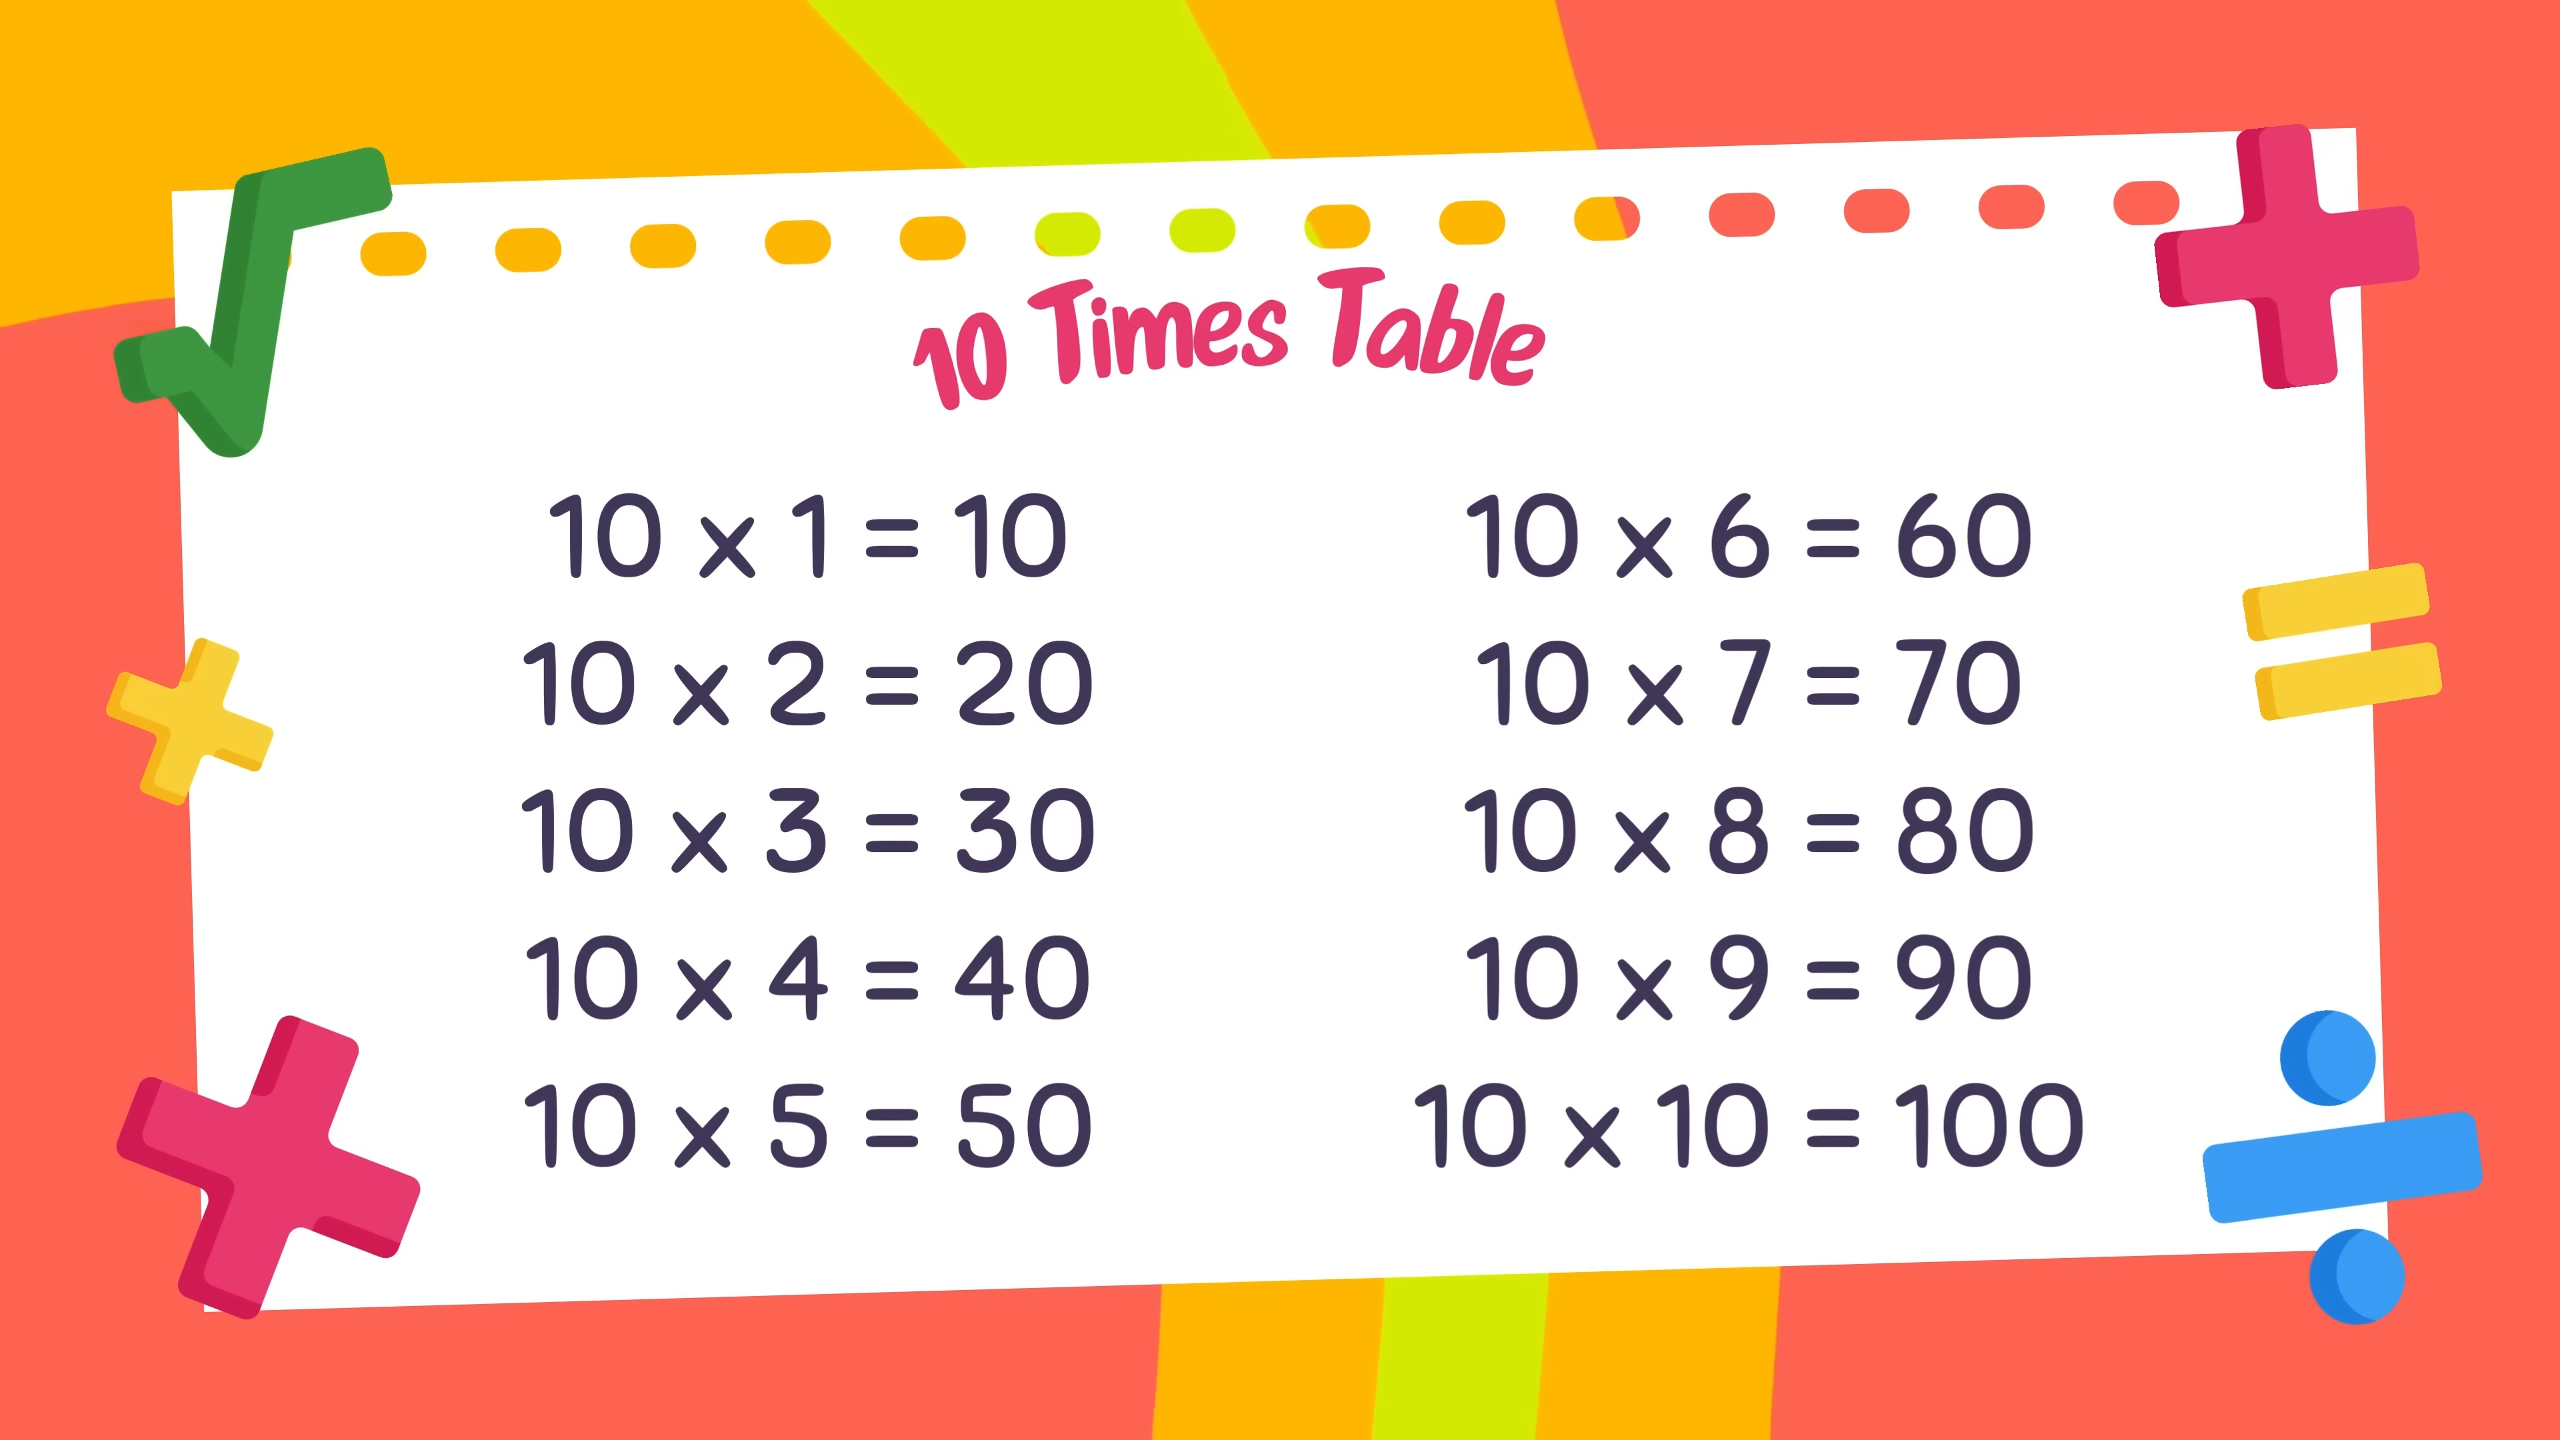 10 Times Table
10 x 1 = 10
10 x 2 = 20
10 x 3 = 30
10 x 4 = 40
10 x 5 = 50
10 x 6 = 60
10 x 7 = 70
10 x 8 = 80
10 x 9 = 90
10 x 10 = 100